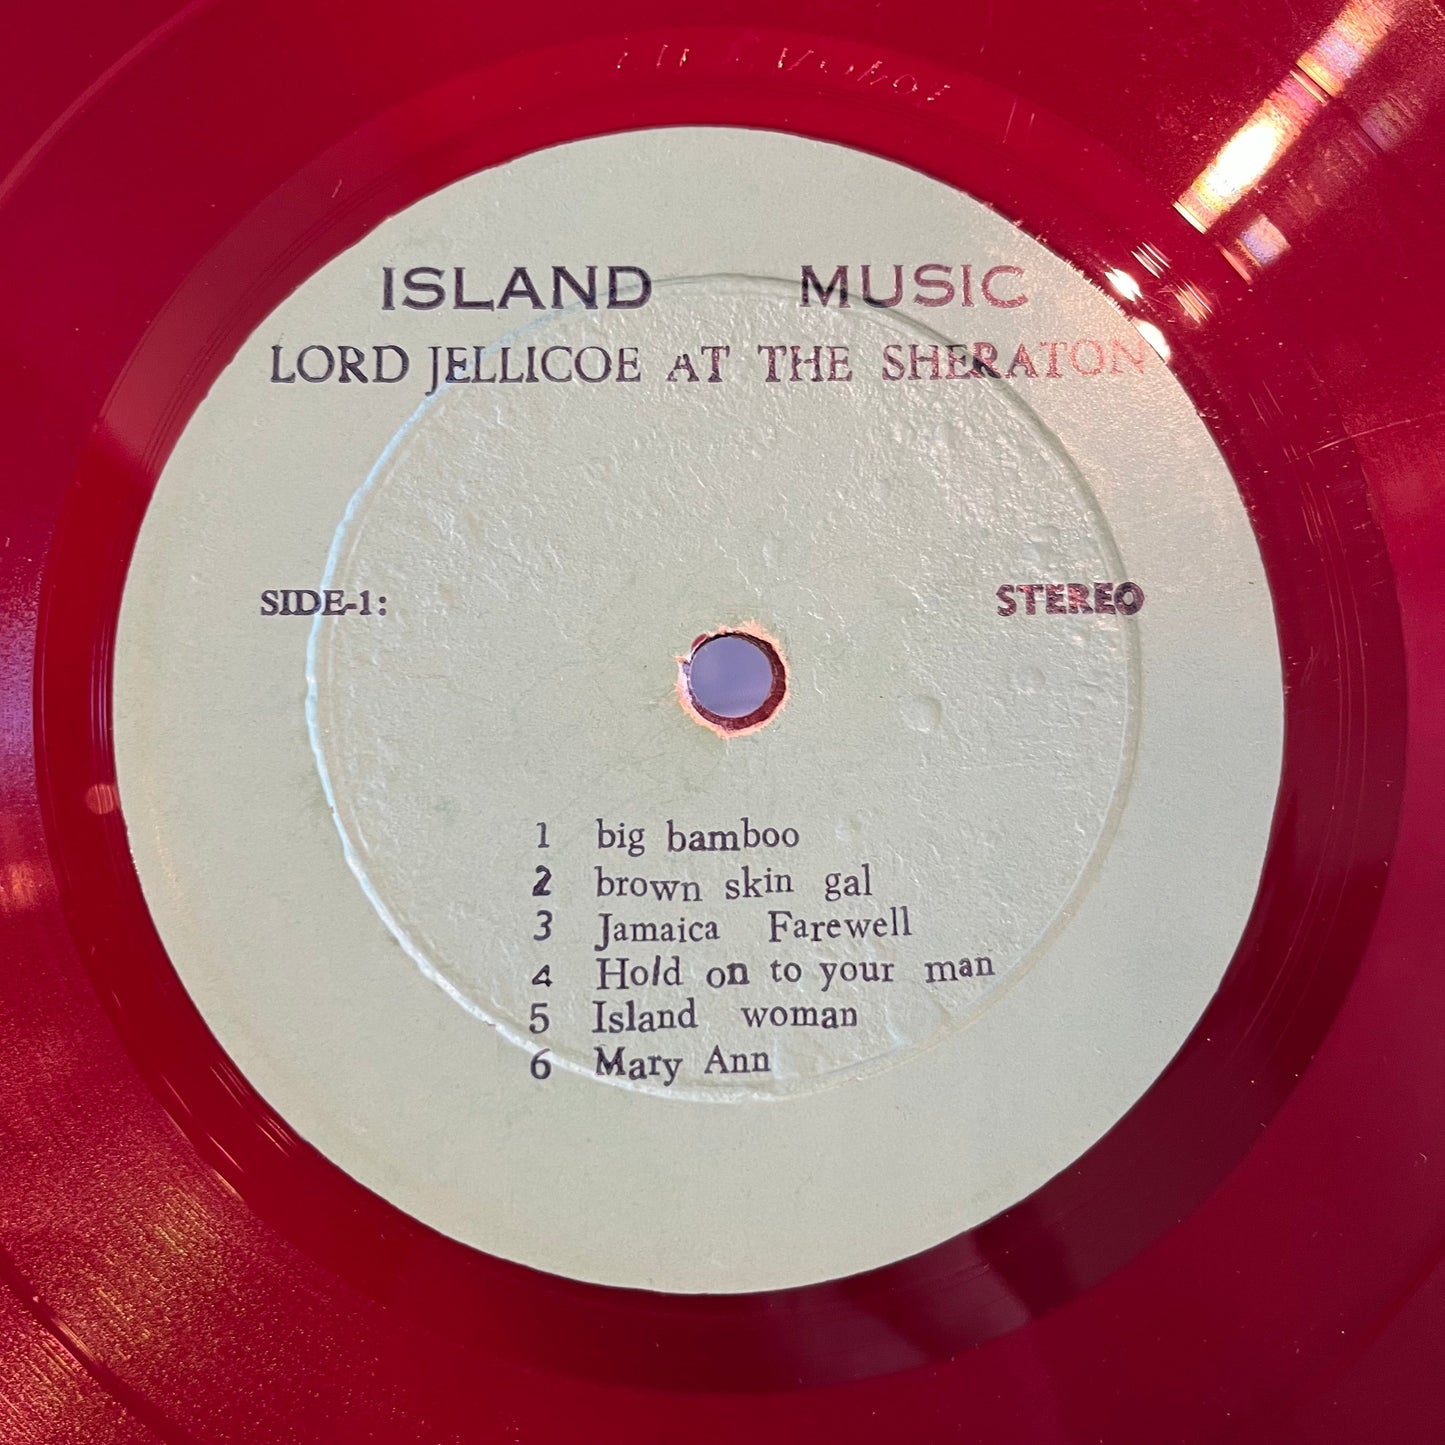 ISLAND MUSIC
LORD JELLICOE AT THE SHERATON
SIDE-1: STEREO
1 big bamboo
2 brown skin gal
3 Jamaica Farewell
4 Hold on to your man
5 Island woman
6 Mary Ann